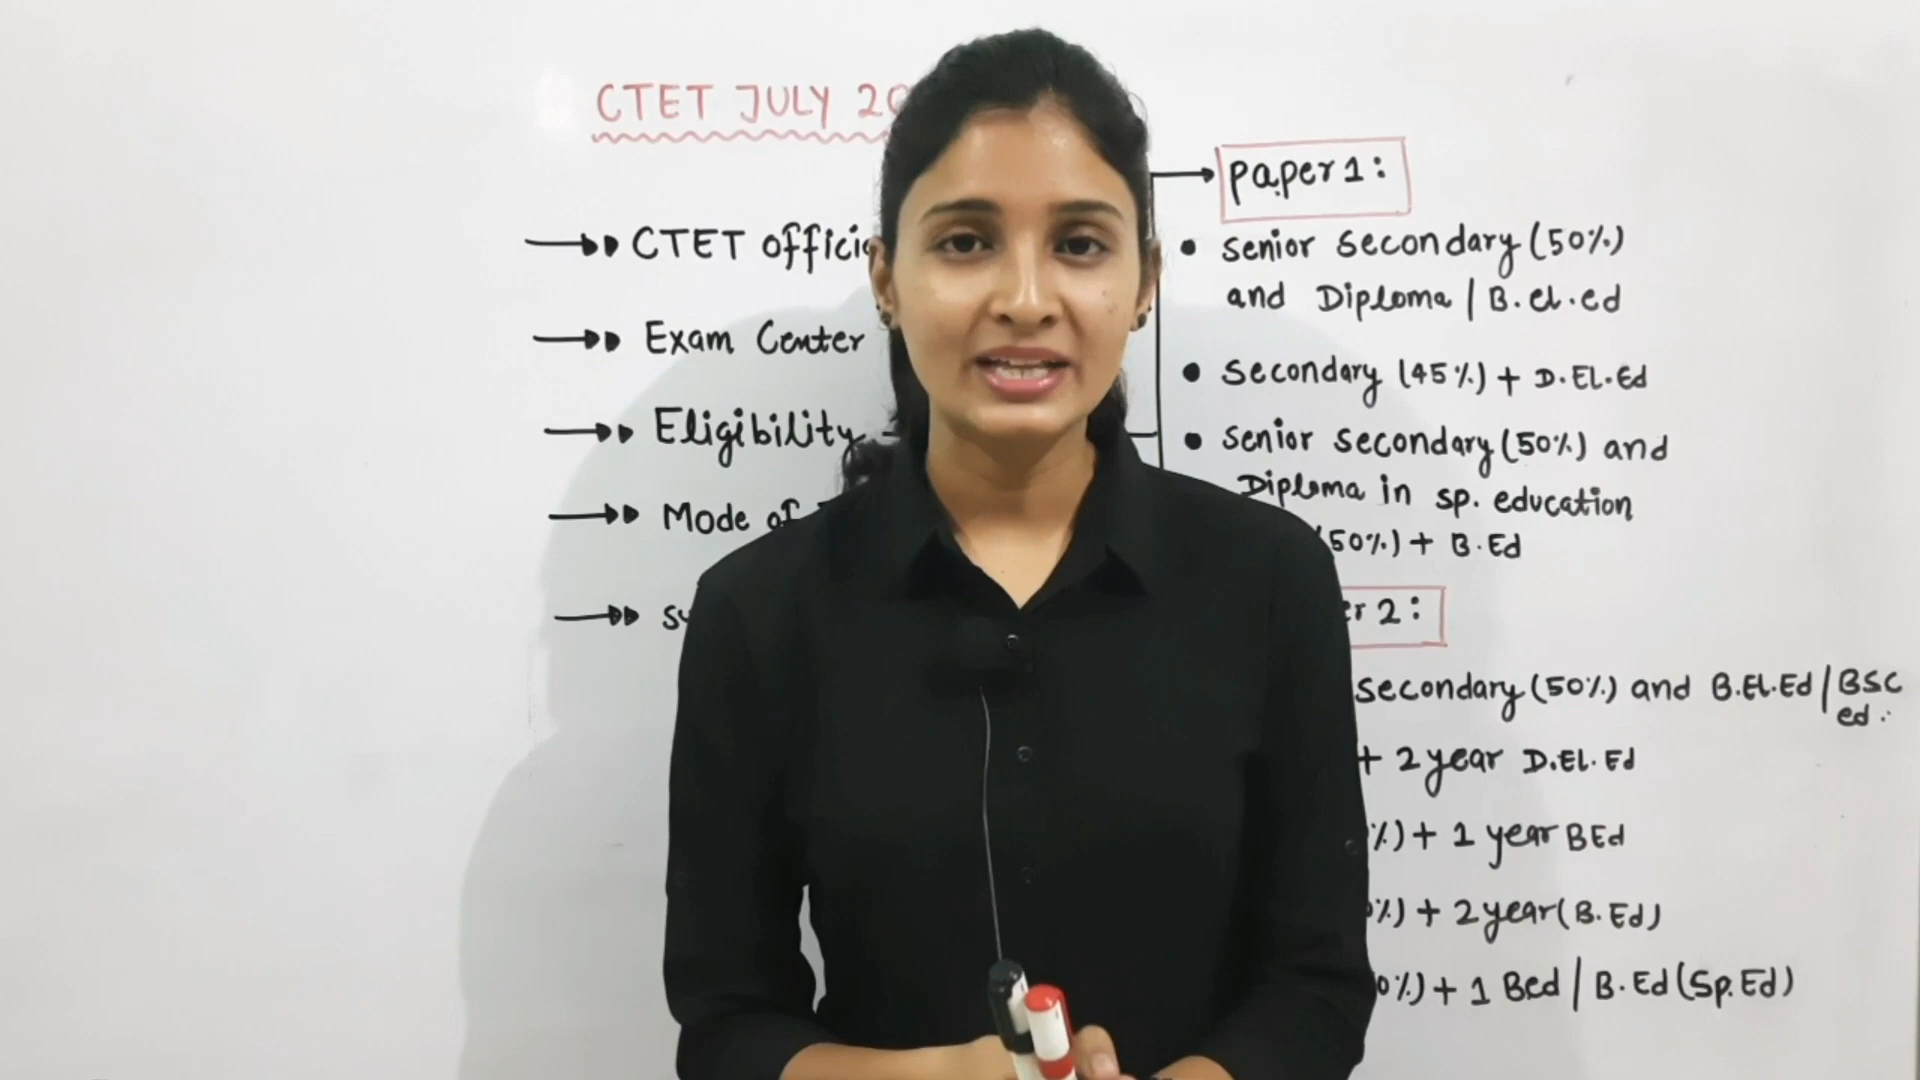 CTET JULY
CTET
Exam Center
Eligibility
Mode of
Paper 1:
• Senior Secondary (50%)
and Diploma | B.el.ed
• Secondary (45%) + D.El.Ed
• Senior Secondary (50%) and
Diploma in sp. education
(50%) + B.Ed
2:
secondary (50%) and B.El.Ed | BSC
ed.
+ 2 year D.El.Ed
%) + 1 year BEd
%) + 2 year (B.Ed)
0%) + 1 Bed | B.Ed (Sp.Ed)